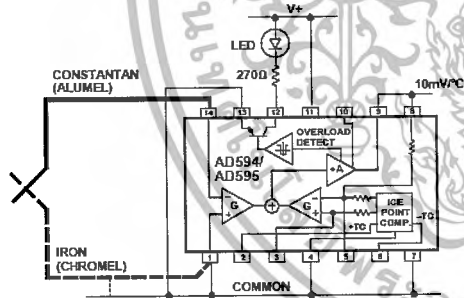 V+
LED
270Ω
CONSTANTAN
(ALUMEL)
10mV/°C
14 13 12 11 10 9 8
OVERLOAD
DETECT
AD594/
AD595
+A
G
G
ICE
POINT
COMP.
–TC
+TC
IRON
(CHROMEL)
1 2 3 4 5 6 7
COMMON